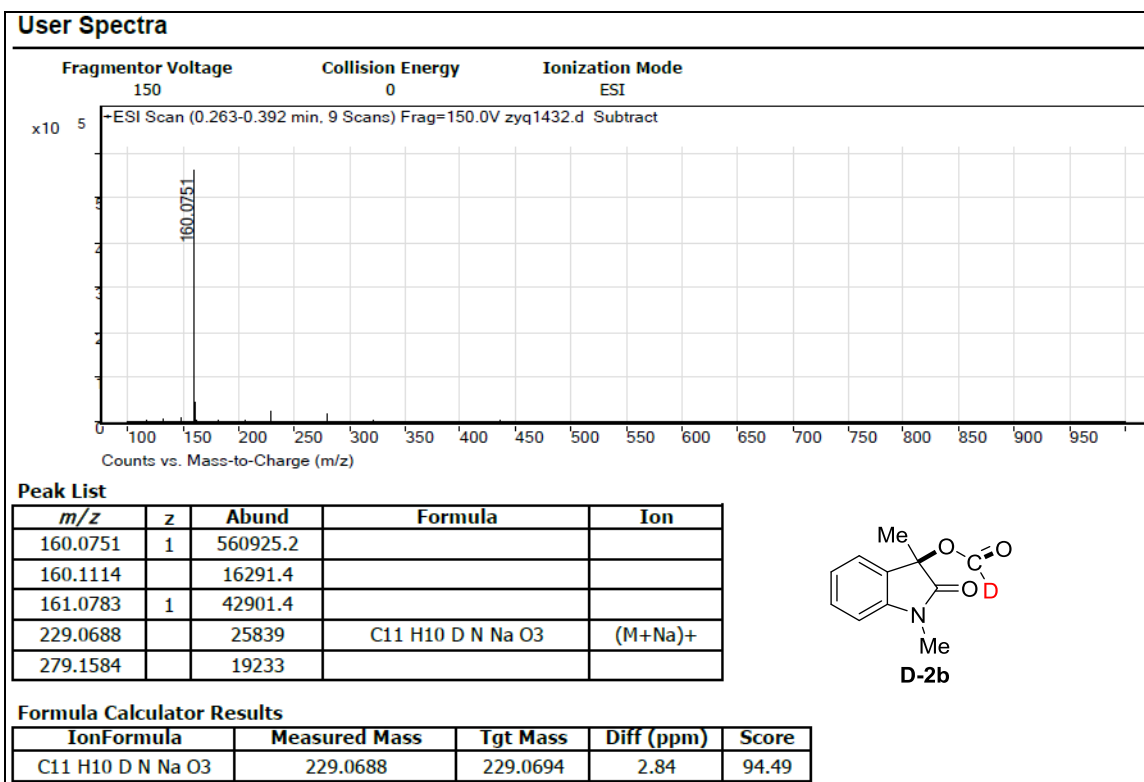 User Spectra
Fragmentor Voltage Collision Energy Ionization Mode
150 0 ESI
x10 5 +ESI Scan (0.263-0.392 min, 9 Scans) Frag=150.0V zyq1432.d Subtract
160.0751
5
3
2
0 100 150 200 250 300 350 400 450 500 550 600 650 700 750 800 850 900 950
Counts vs. Mass-to-Charge (m/z)
Peak List
m/z z Abund Formula Ion
160.0751 1 560925.2
160.1114 16291.4
161.0783 1 42901.4
229.0688 25839 C11 H10 D N Na O3 (M+Na)+
279.1584 19233
Me O C O
O D
N
Me
D-2b
Formula Calculator Results
IonFormula Measured Mass Tgt Mass Diff (ppm) Score
C11 H10 D N Na O3 229.0688 229.0694 2.84 94.49